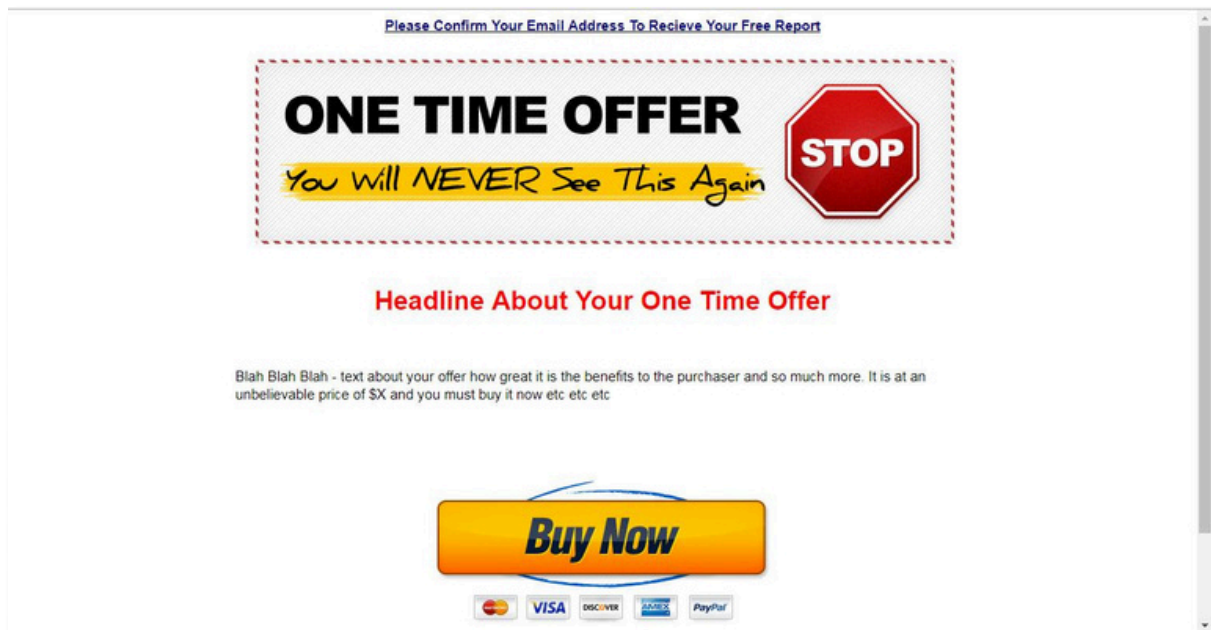 Please Confirm Your Email Address To Recieve Your Free Report
ONE TIME OFFER
You Will NEVER See This Again
STOP
Headline About Your One Time Offer
Blah Blah Blah - text about your offer how great it is the benefits to the purchaser and so much more. It is at an
unbelievable price of $X and you must buy it now etc etc etc
Buy Now
VISA DISCOVER AMEX PayPal